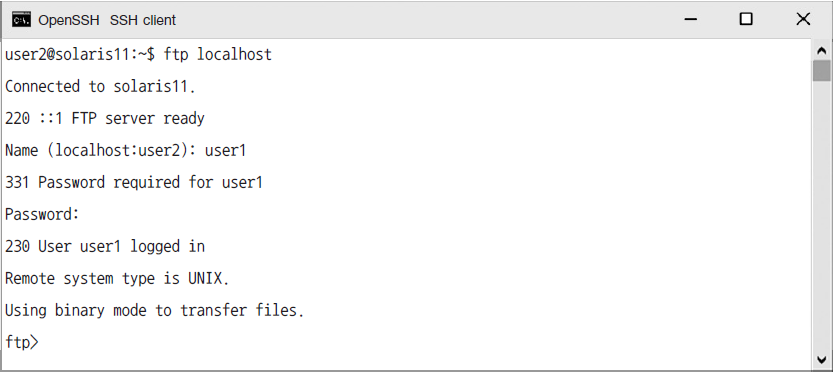 OpenSSH SSH client
user2@solaris11:~$ ftp localhost
Connected to solaris11.
220 ::1 FTP server ready
Name (localhost:user2): user1
331 Password required for user1
Password:
230 User user1 logged in
Remote system type is UNIX.
Using binary mode to transfer files.
ftp>